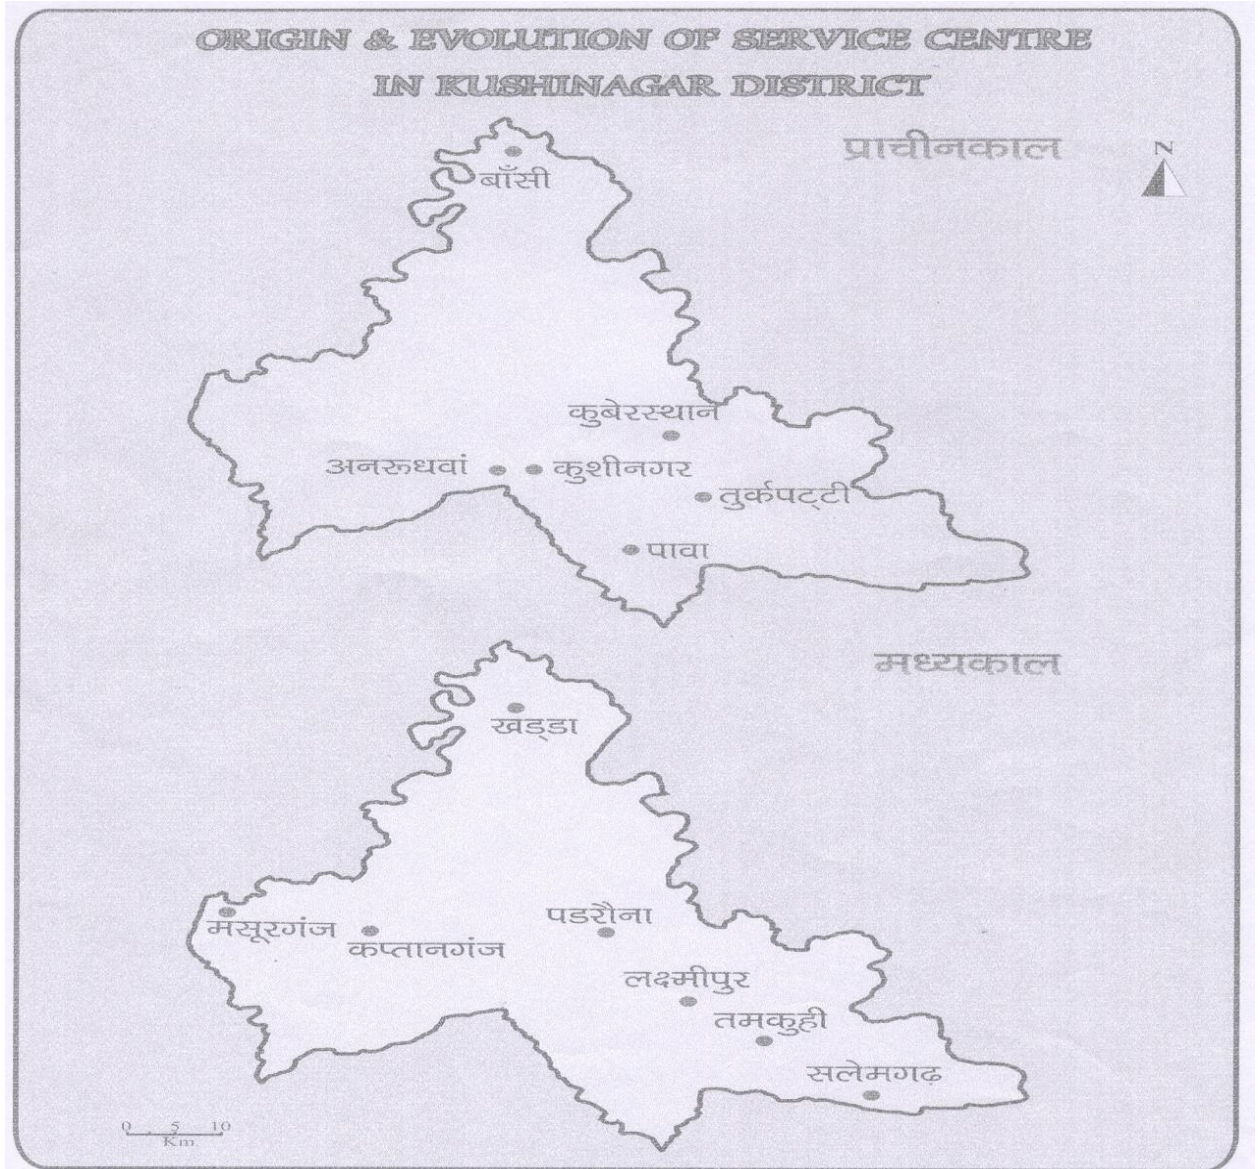 ORIGIN & EVOLUTION OF SERVICE CENTRE
IN KUSHINAGAR DISTRICT
प्राचीनकाल
N
बाँसी
कुबेरस्थान
अनरूधवां
कुशीनगर
तुर्कपट्टी
पावा
मध्यकाल
खड्डा
मसूरगंज
कप्तानगंज
पडरौना
लक्ष्मीपुर
तमकुही
सलेमगढ़
0 5 10
Km.